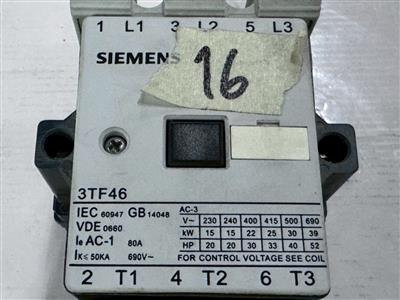 1 L1 3 L2 5 L3
SIEMENS
16
3TF46
IEC 60947 GB 14048
VDE 0660
Ie AC-1 80A
IK ≤ 50KA 690V~
AC-3
V~ 230 240 400 415 500 690
kW 15 15 22 25 30 39
HP 20 20 30 33 40 52
FOR CONTROL VOLTAGE SEE COIL
2 T1 4 T2 6 T3